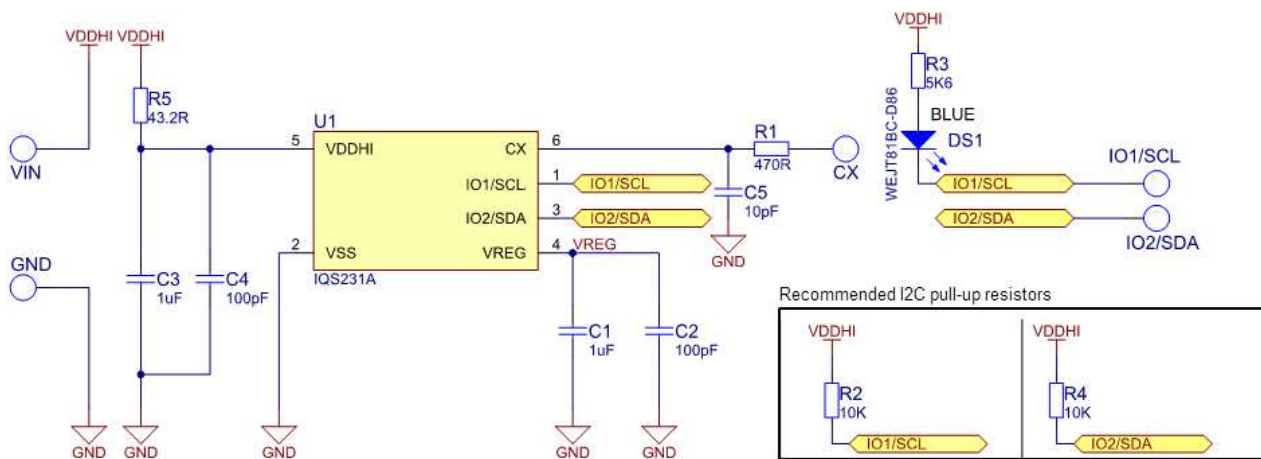 VDDHI
VDDHI
VDDHI
R5
43.2R
R3
5K6
WEJT81BC-D86
BLUE
DS1
U1
VIN
5
VDDHI
CX
6
R1
470R
CX
IO1/SCL
IO1/SCL
1
IO1/SCL
IO1/SCL
C5
10pF
IO2/SDA
3
IO2/SDA
IO2/SDA
IO2/SDA
GND
2
VSS
VREG
4
VREG
GND
IQS231A
C3
1uF
C4
100pF
Recommended I2C pull-up resistors
C1
1uF
C2
100pF
VDDHI
VDDHI
R2
10K
R4
10K
IO1/SCL
IO2/SDA
GND
GND
GND
GND
GND